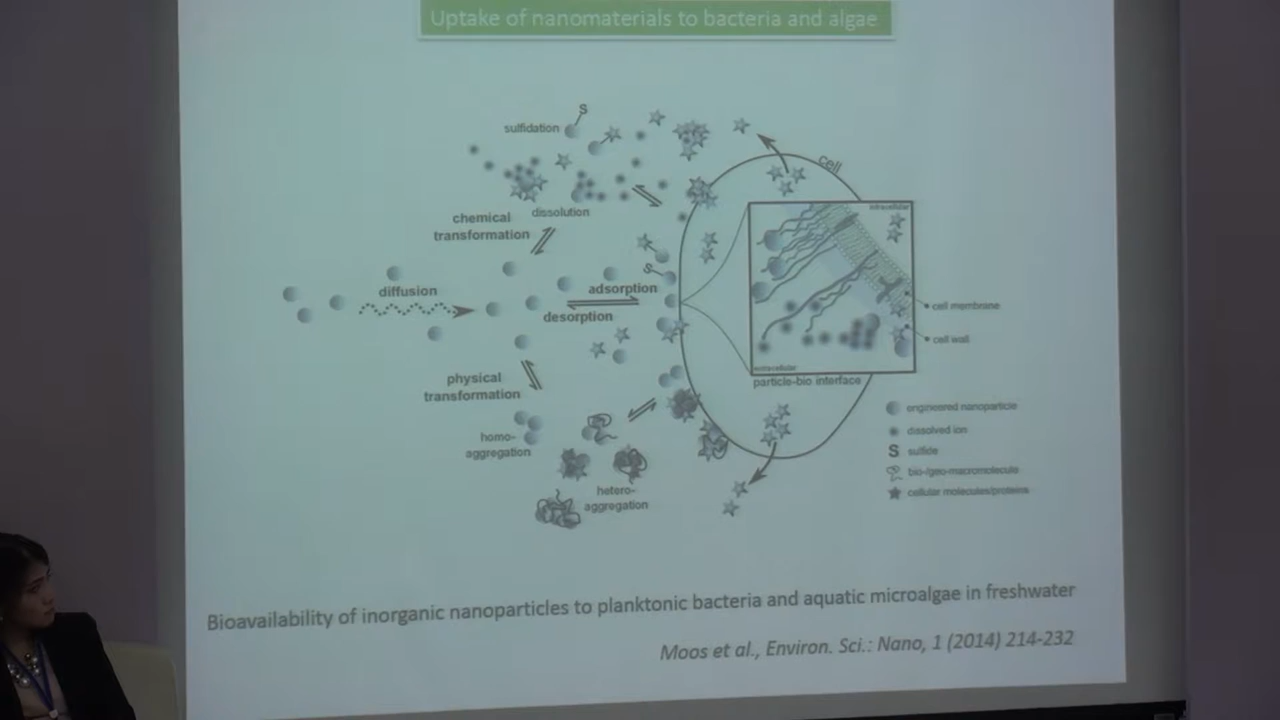 Uptake of nanomaterials to bacteria and algae
S
sulfidation
cell
dissolution
chemical
transformation
intracellular
S
diffusion
adsorption
desorption
cell membrane
cell wall
physical
transformation
extracellular
particle-bio interface
homo-
aggregation
hetero-
aggregation
engineered nanoparticle
dissolved ion
S sulfide
bio-/geo-macromolecule
cellular molecules/proteins
Bioavailability of inorganic nanoparticles to planktonic bacteria and aquatic microalgae in freshwater
Moos et al., Environ. Sci.: Nano, 1 (2014) 214-232